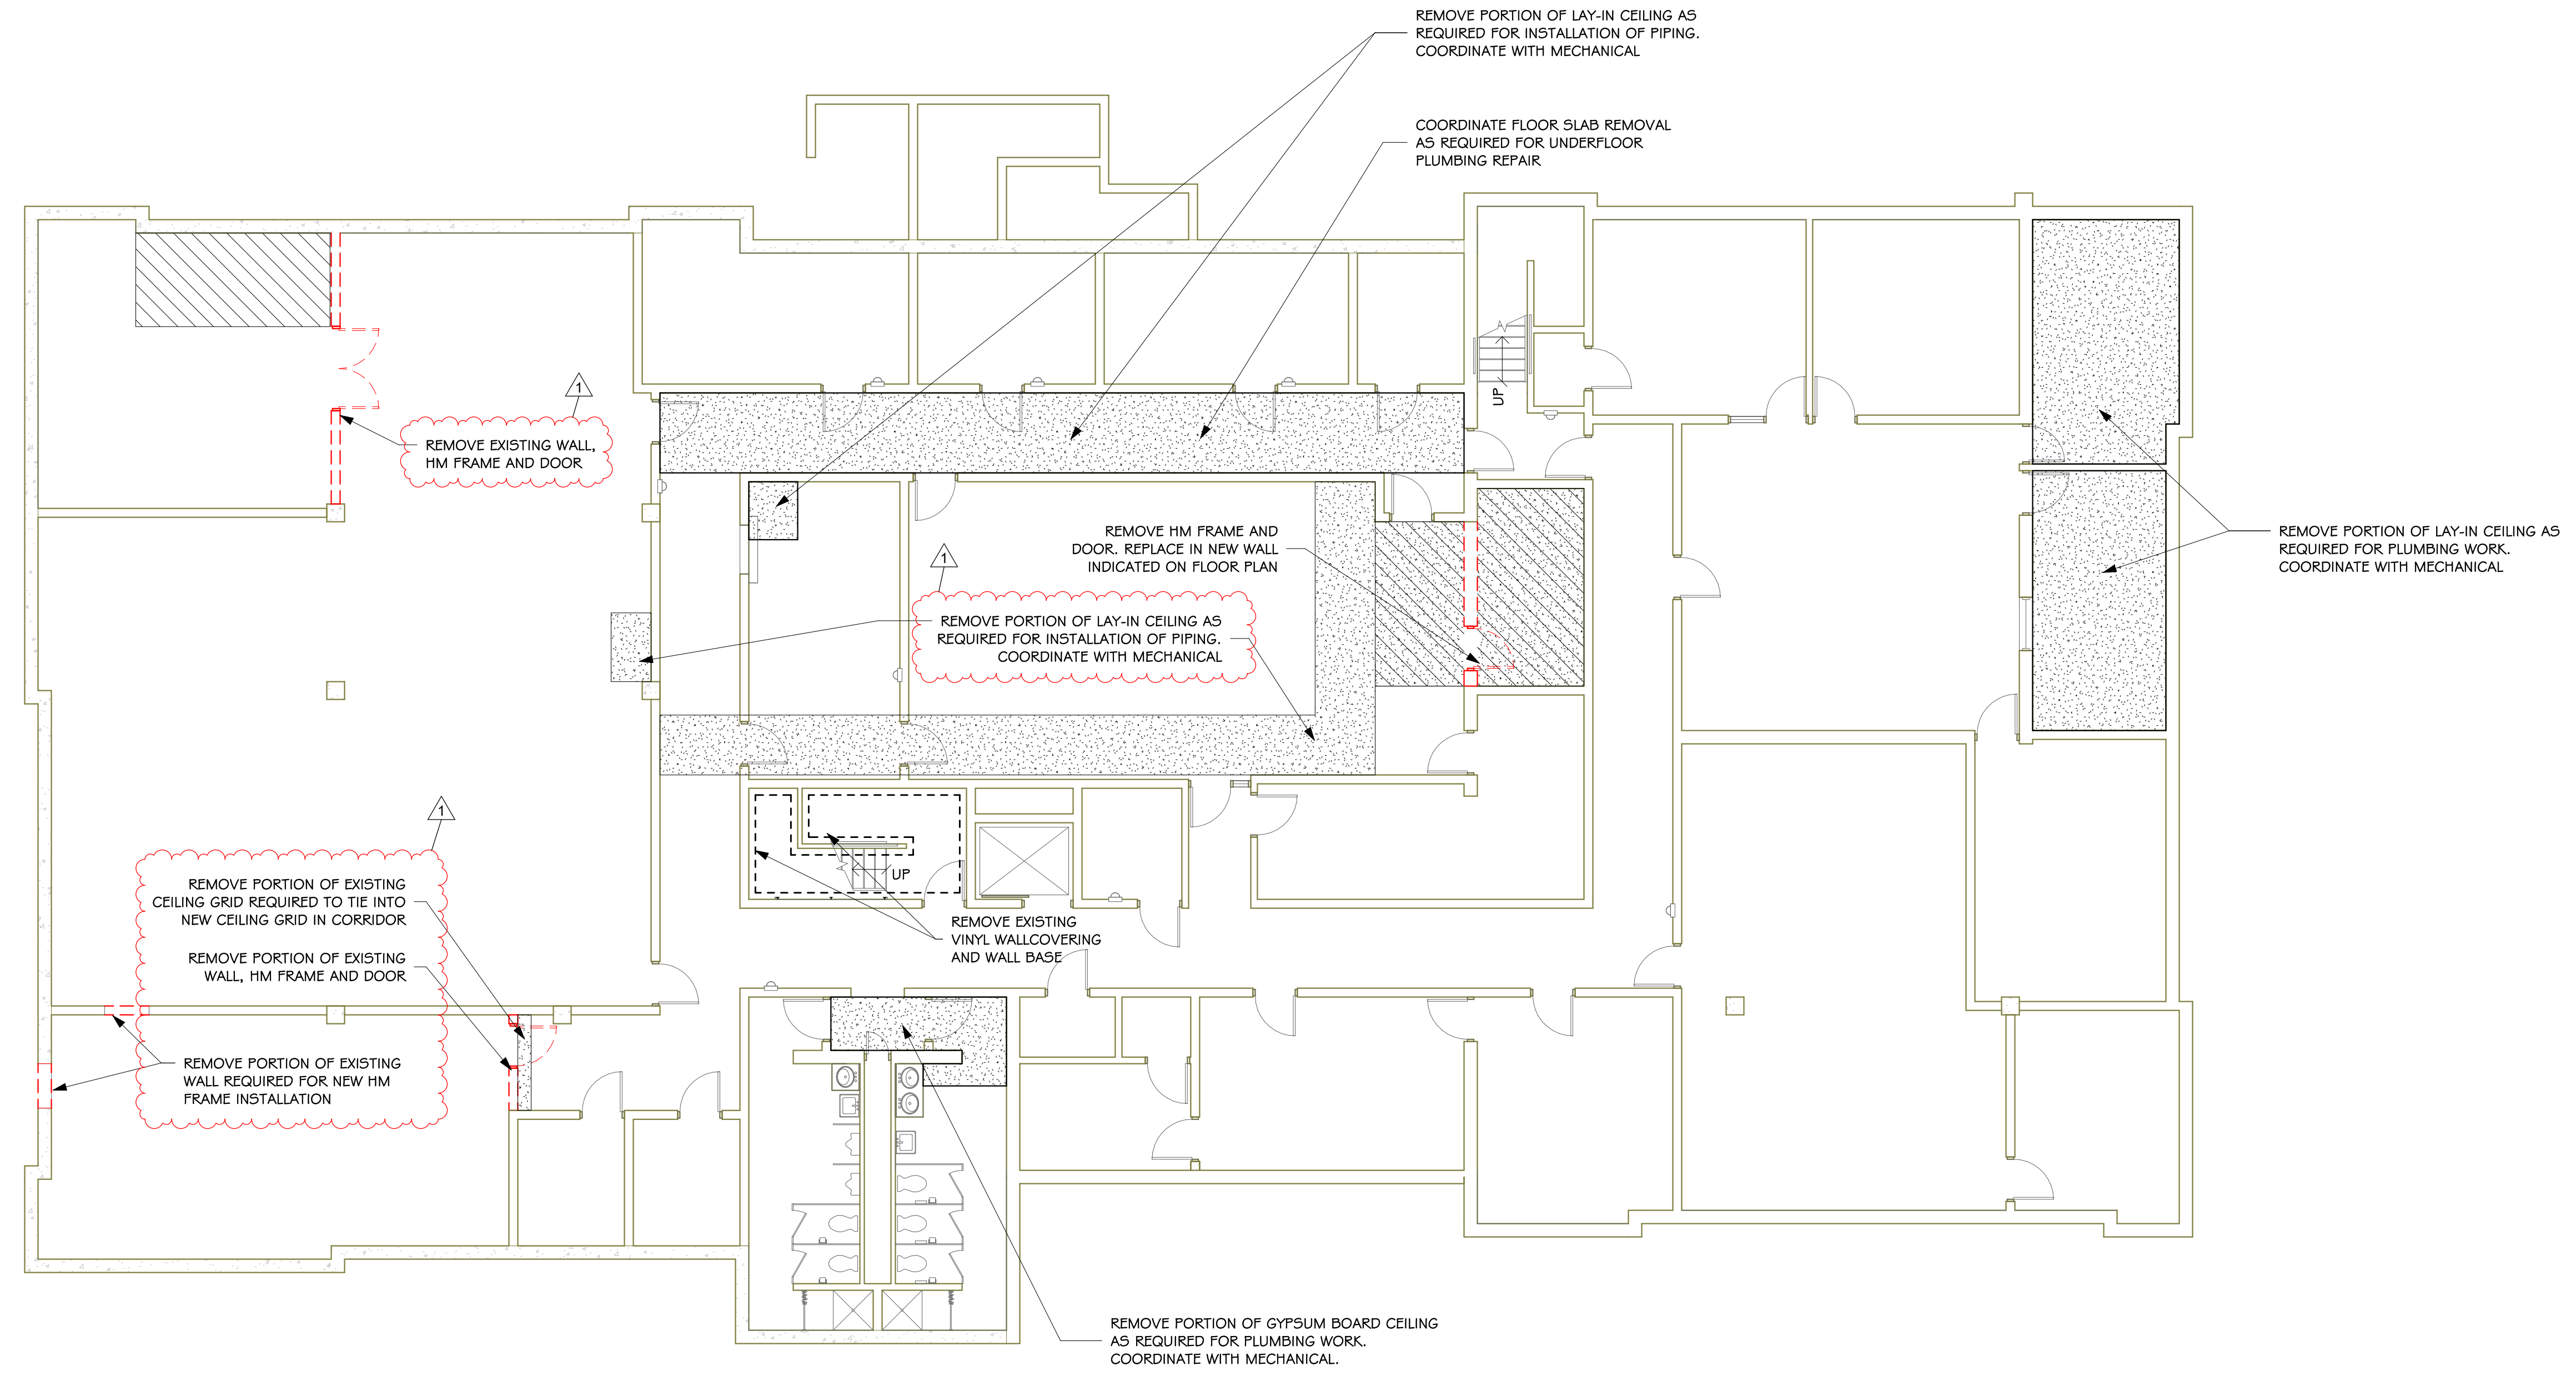 REMOVE PORTION OF LAY-IN CEILING AS
REQUIRED FOR INSTALLATION OF PIPING.
COORDINATE WITH MECHANICAL
COORDINATE FLOOR SLAB REMOVAL
AS REQUIRED FOR UNDERFLOOR
PLUMBING REPAIR
1
REMOVE EXISTING WALL,
HM FRAME AND DOOR
UP
REMOVE HM FRAME AND
DOOR. REPLACE IN NEW WALL
INDICATED ON FLOOR PLAN
REMOVE PORTION OF LAY-IN CEILING AS
REQUIRED FOR PLUMBING WORK.
COORDINATE WITH MECHANICAL
1
REMOVE PORTION OF LAY-IN CEILING AS
REQUIRED FOR INSTALLATION OF PIPING.
COORDINATE WITH MECHANICAL
1
REMOVE PORTION OF EXISTING
CEILING GRID REQUIRED TO TIE INTO
NEW CEILING GRID IN CORRIDOR
REMOVE PORTION OF EXISTING
WALL, HM FRAME AND DOOR
UP
REMOVE EXISTING
VINYL WALLCOVERING
AND WALL BASE
REMOVE PORTION OF EXISTING
WALL REQUIRED FOR NEW HM
FRAME INSTALLATION
REMOVE PORTION OF GYPSUM BOARD CEILING
AS REQUIRED FOR PLUMBING WORK.
COORDINATE WITH MECHANICAL.